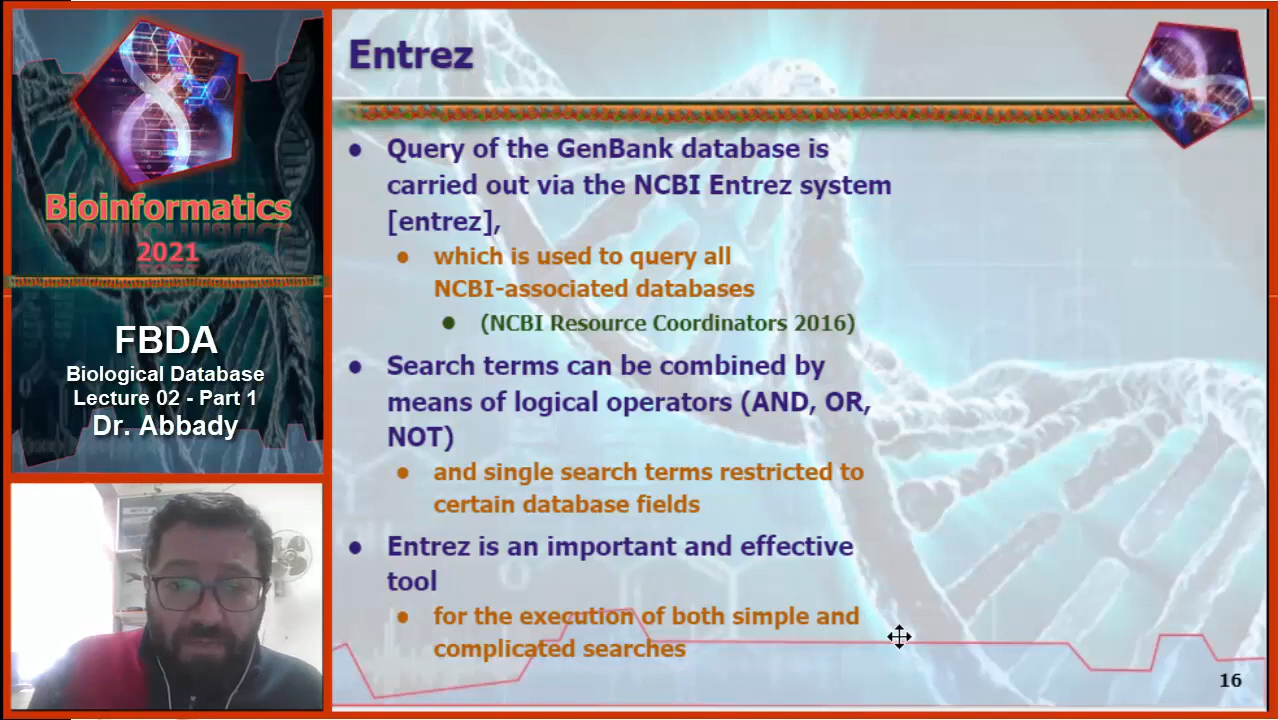 Bioinformatics
2021
FBDA
Biological Database
Lecture 02 - Part 1
Dr. Abbady
Entrez
• Query of the GenBank database is
carried out via the NCBI Entrez system
[entrez],
• which is used to query all
NCBI-associated databases
• (NCBI Resource Coordinators 2016)
• Search terms can be combined by
means of logical operators (AND, OR,
NOT)
• and single search terms restricted to
certain database fields
• Entrez is an important and effective
tool
• for the execution of both simple and
complicated searches
16